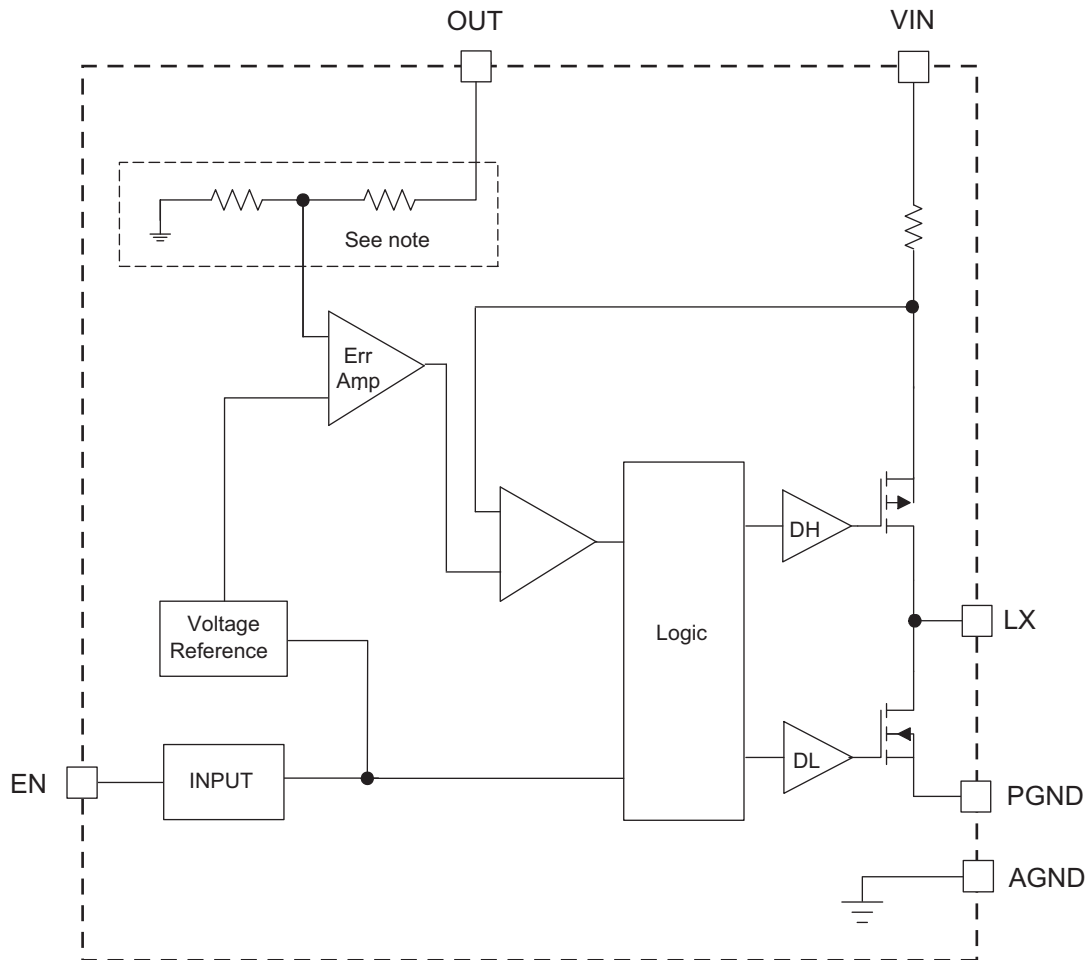 OUT
VIN
See note
Err
Amp
DH
Voltage
Reference
Logic
LX
EN
INPUT
DL
PGND
AGND